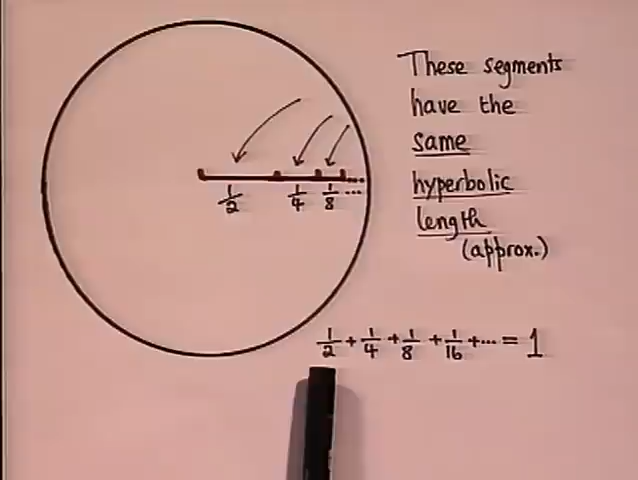 These segments
have the
same
hyperbolic
length
(approx.)
1/2 1/4 1/8 ...
1/2 + 1/4 + 1/8 + 1/16 + ... = 1